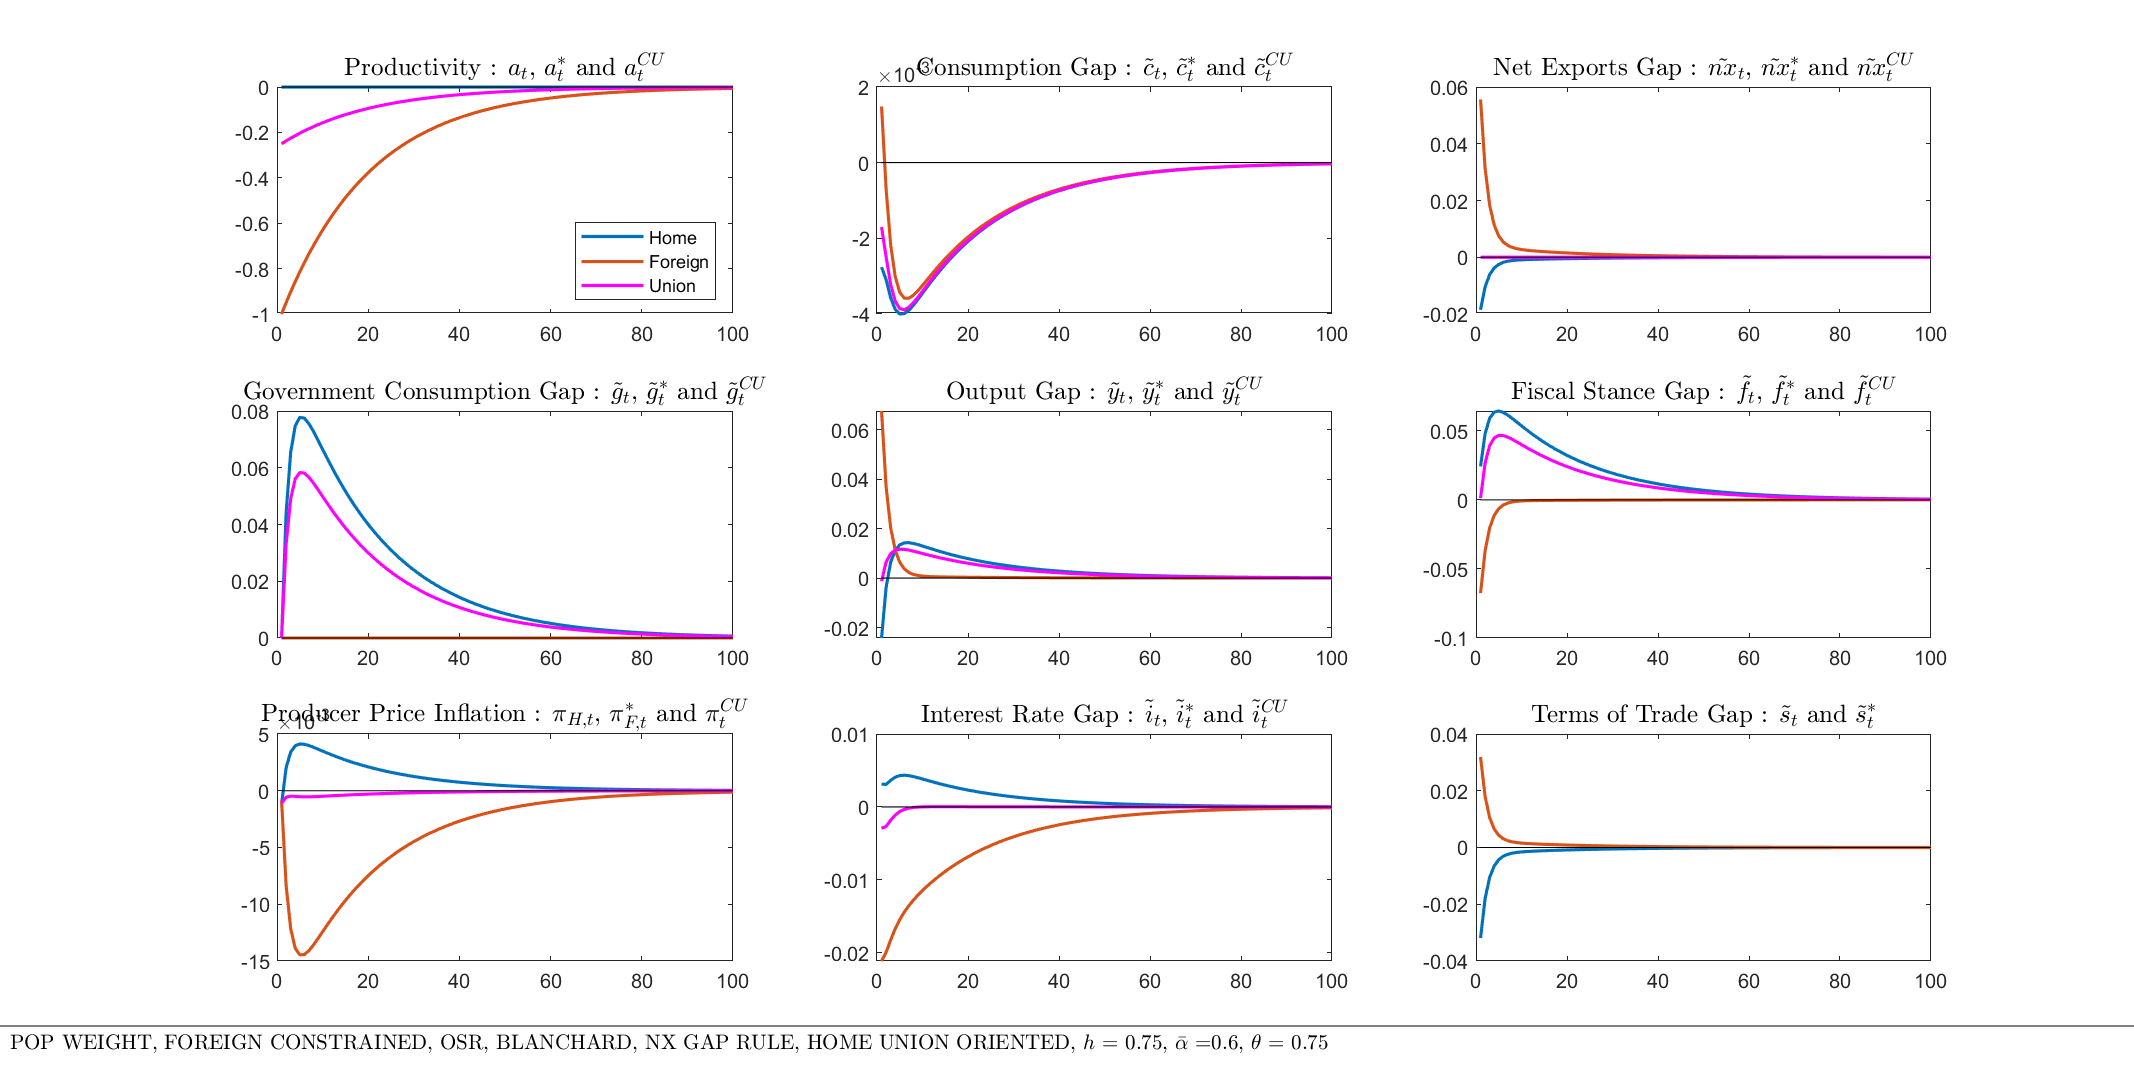 Productivity : a_t, a_t^* and a_t^{CU}
0
-0.2
-0.4
-0.6
-0.8
-1
0 20 40 60 80 100
Home
Foreign
Union
Consumption Gap : c̃_t, c̃_t^* and c̃_t^{CU}
×10^{-3}
2
0
-2
-4
0 20 40 60 80 100
Net Exports Gap : ñx_t, ñx_t^* and ñx_t^{CU}
0.06
0.04
0.02
0
-0.02
0 20 40 60 80 100
Government Consumption Gap : g̃_t, g̃_t^* and g̃_t^{CU}
0.08
0.06
0.04
0.02
0
0 20 40 60 80 100
Output Gap : ỹ_t, ỹ_t^* and ỹ_t^{CU}
0.06
0.04
0.02
0
-0.02
0 20 40 60 80 100
Fiscal Stance Gap : f̃_t, f̃_t^* and f̃_t^{CU}
0.05
0
-0.05
-0.1
0 20 40 60 80 100
Producer Price Inflation : π_{H,t}, π_{F,t}^* and π_t^{CU}
×10^{-3}
5
0
-5
-10
-15
0 20 40 60 80 100
Interest Rate Gap : ĩ_t, ĩ_t^* and ĩ_t^{CU}
0.01
0
-0.01
-0.02
0 20 40 60 80 100
Terms of Trade Gap : s̃_t and s̃_t^*
0.04
0.02
0
-0.02
-0.04
0 20 40 60 80 100
POP WEIGHT, FOREIGN CONSTRAINED, OSR, BLANCHARD, NX GAP RULE, HOME UNION ORIENTED, h = 0.75, ᾱ =0.6, θ = 0.75